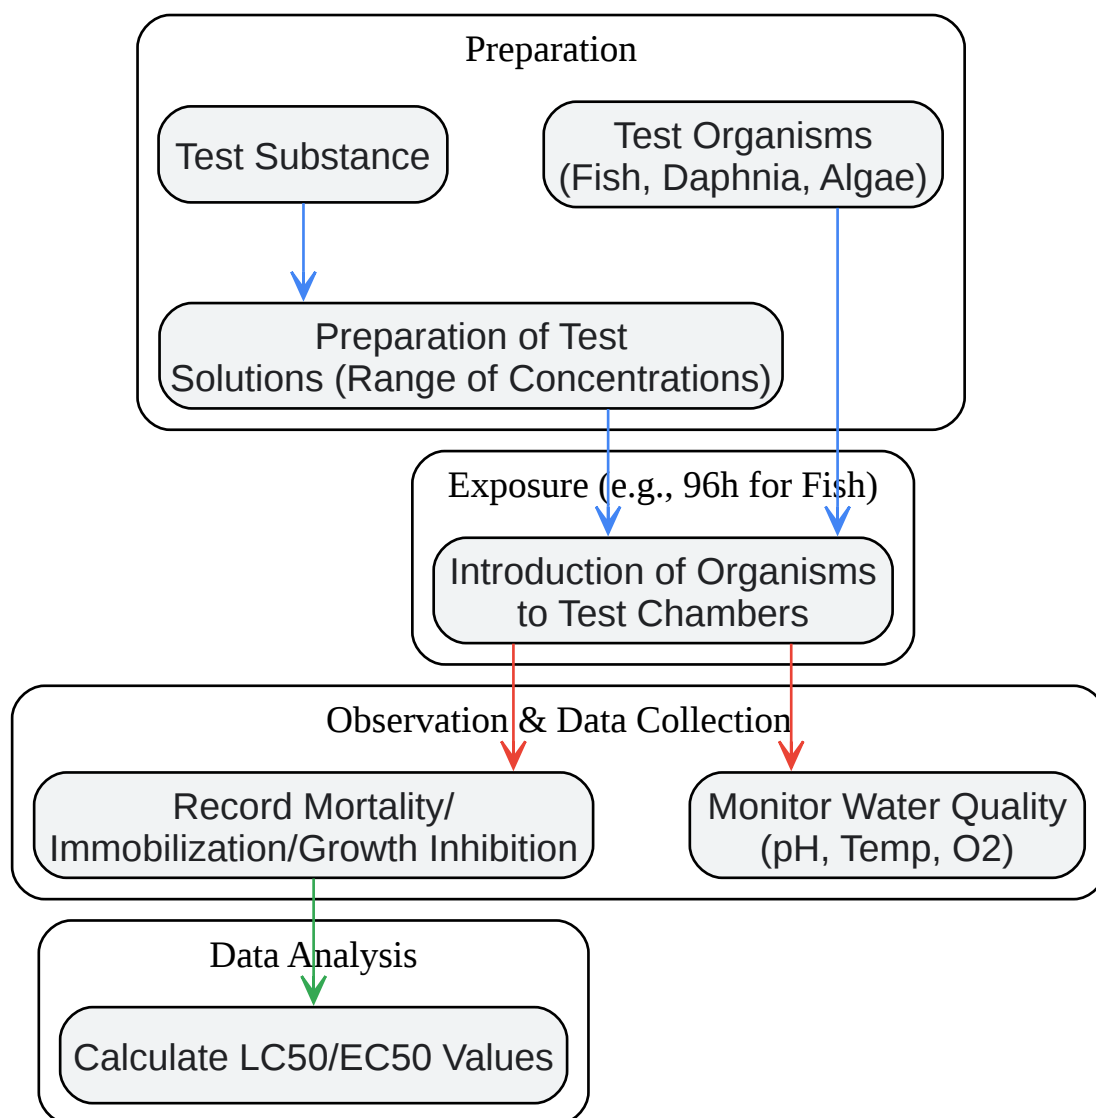 Preparation
Test Substance
Test Organisms
(Fish, Daphnia, Algae)
Preparation of Test
Solutions (Range of Concentrations)
Exposure (e.g., 96h for Fish)
Introduction of Organisms
to Test Chambers
Observation & Data Collection
Record Mortality/
Immobilization/Growth Inhibition
Monitor Water Quality
(pH, Temp, O2)
Data Analysis
Calculate LC50/EC50 Values